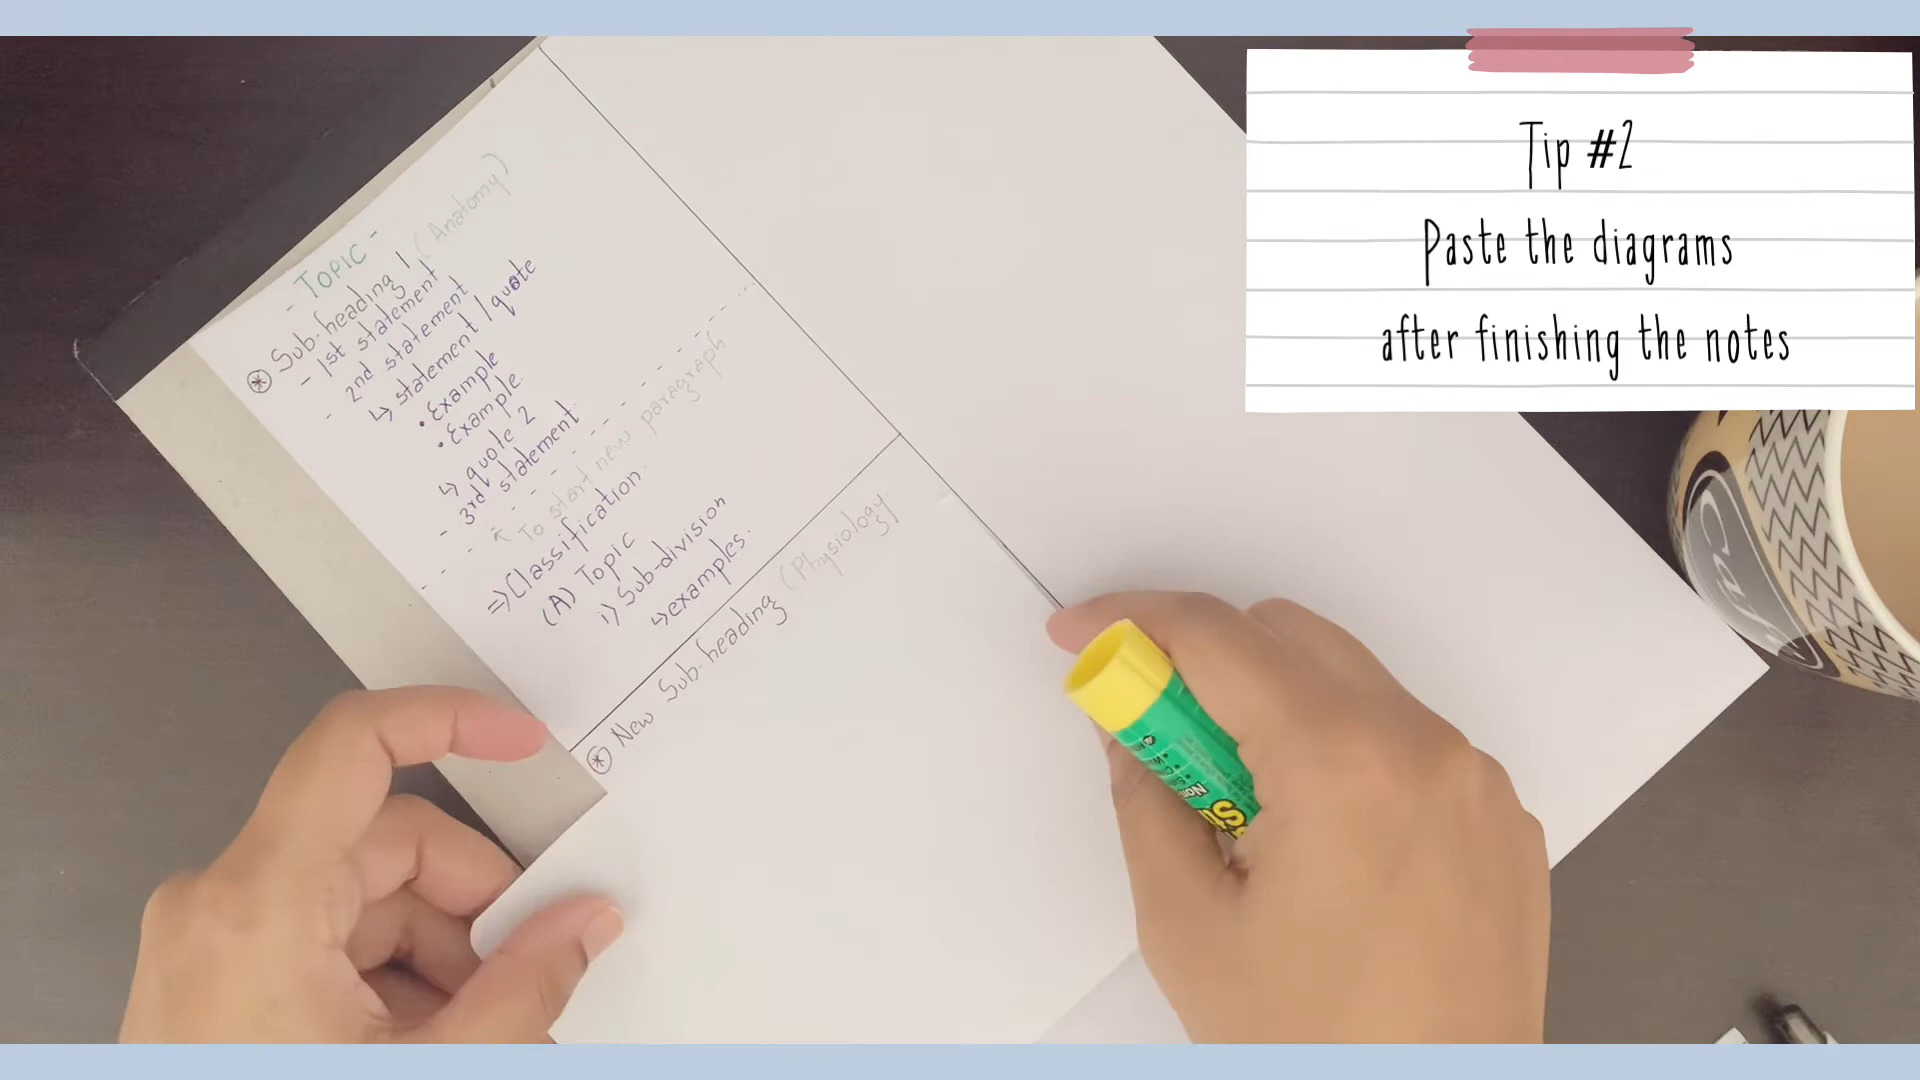 Tip #2
Paste the diagrams
after finishing the notes
- TOPIC -
Sub-heading 1 (Anatomy)
- 1st statement
- 2nd statement
↳ statement / quote
• Example
• Example.
↳ quote 2
- 3rd statement.
↖ To start new paragraph
=> Classification.
(A) Topic
i) Sub-division
↳ examples.
New Sub-heading (Physiology)
Cafe
Non